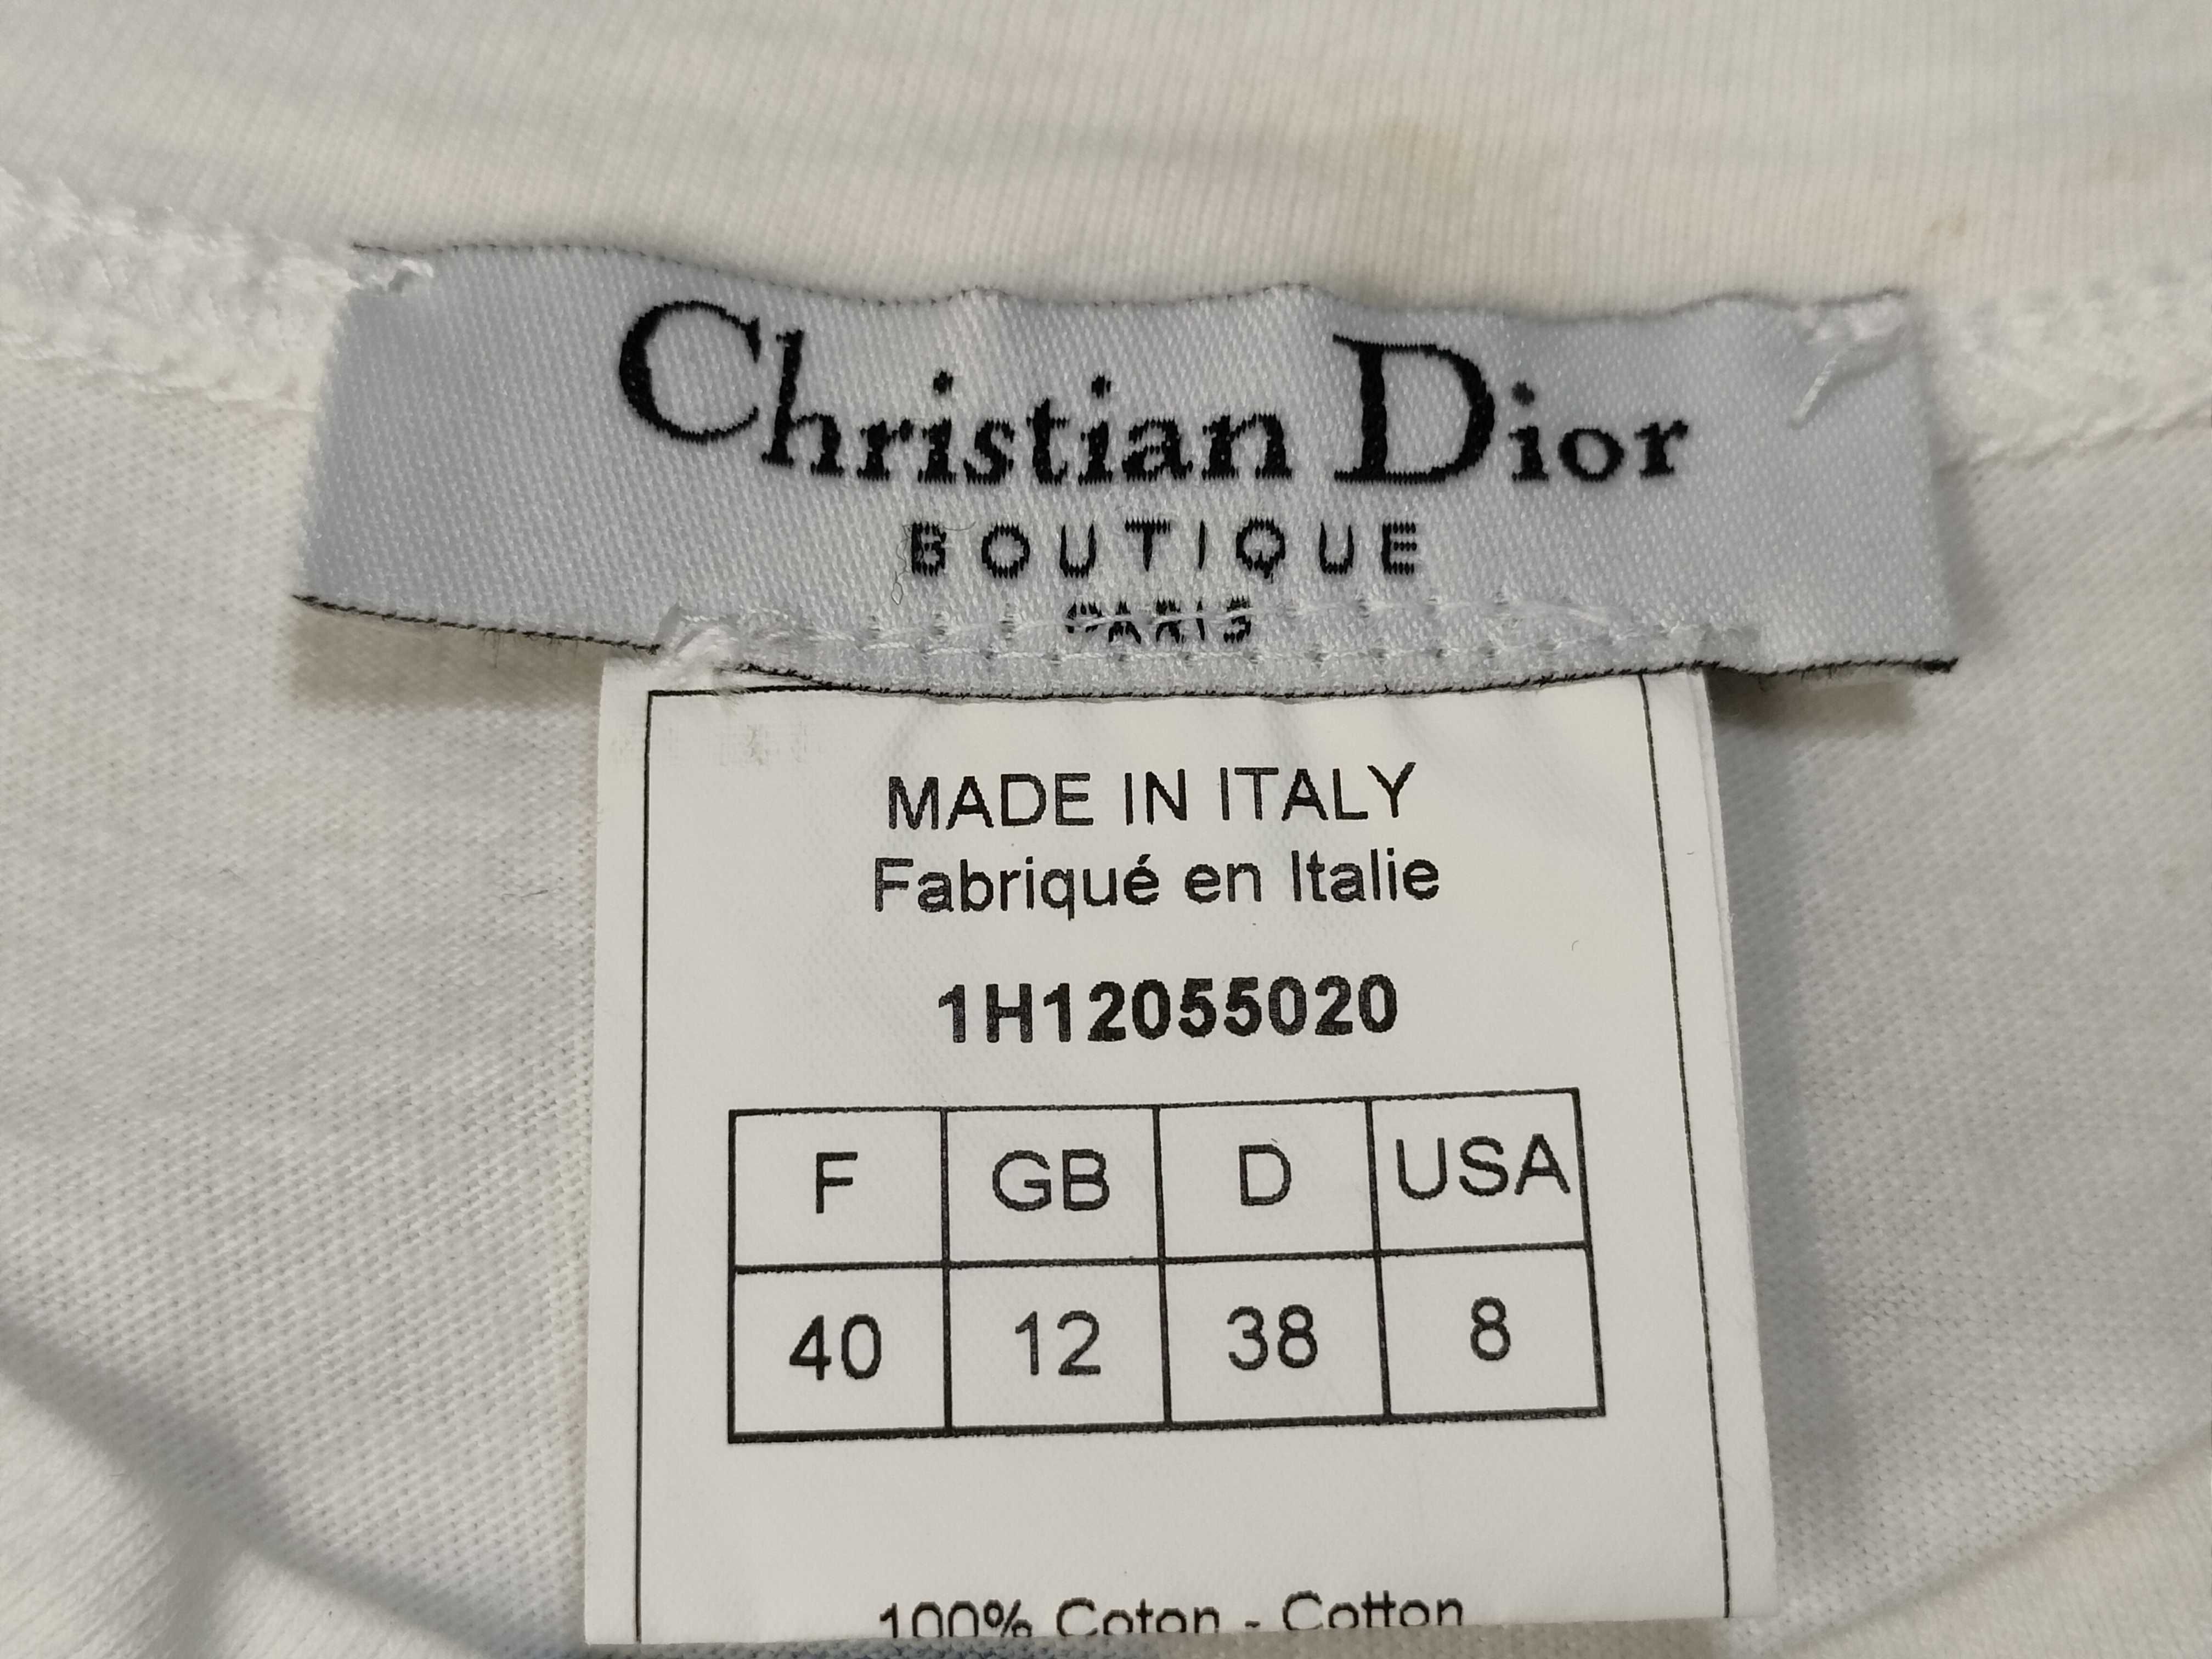 Christian Dior
BOUTIQUE
PARIS
MADE IN ITALY
Fabriqué en Italie
1H12055020
F GB D USA
40 12 38 8
100% Coton - Cotton